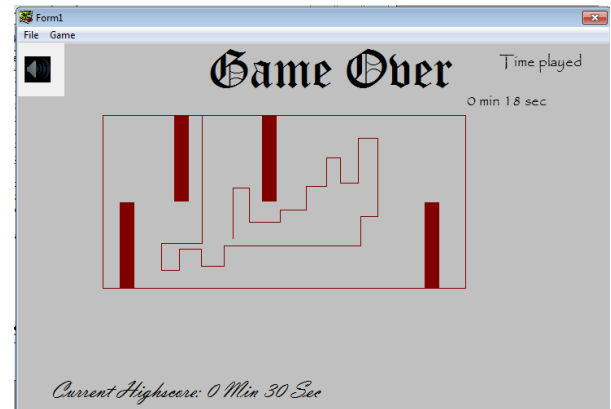 Form1
File Game
Game Over
Time played
0 min 18 sec
Current Highscore: 0 Min 30 Sec